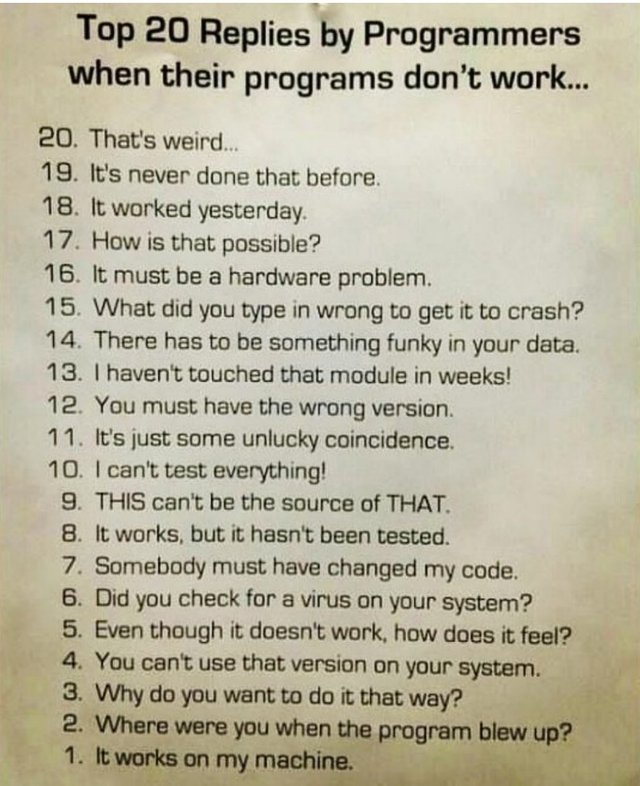 Top 20 Replies by Programmers
when their programs don't work...
20. That's weird...
19. It's never done that before.
18. It worked yesterday.
17. How is that possible?
16. It must be a hardware problem.
15. What did you type in wrong to get it to crash?
14. There has to be something funky in your data.
13. I haven't touched that module in weeks!
12. You must have the wrong version.
11. It's just some unlucky coincidence.
10. I can't test everything!
9. THIS can't be the source of THAT.
8. It works, but it hasn't been tested.
7. Somebody must have changed my code.
6. Did you check for a virus on your system?
5. Even though it doesn't work, how does it feel?
4. You can't use that version on your system.
3. Why do you want to do it that way?
2. Where were you when the program blew up?
1. It works on my machine.